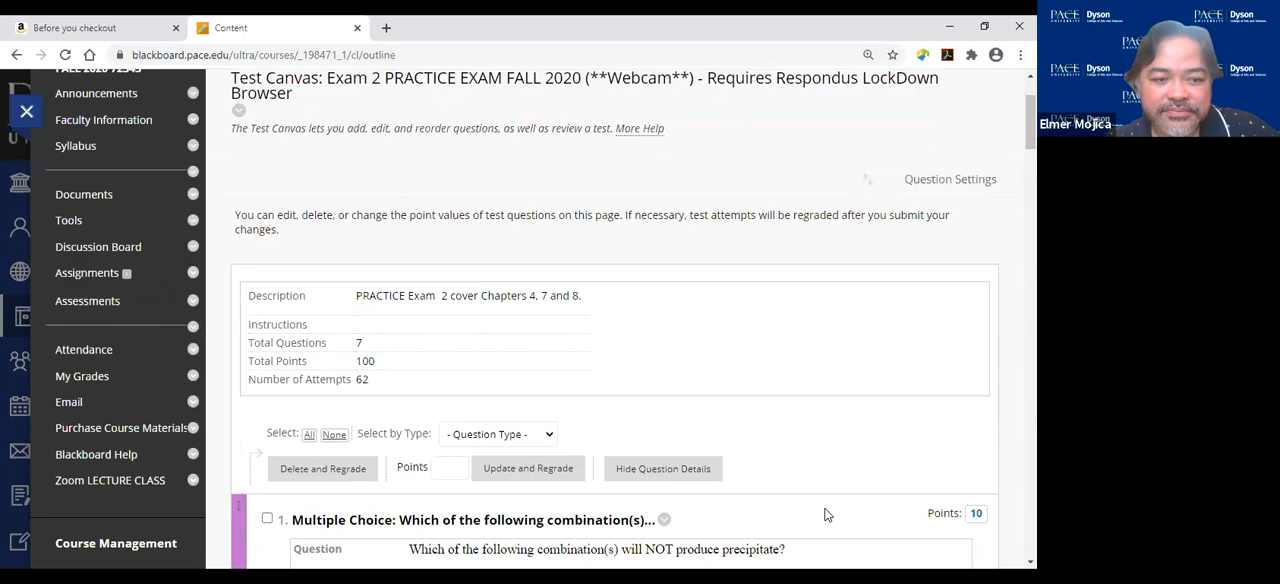 Before you checkout
Content
blackboard.pace.edu/ultra/courses/_198471_1/cl/outline
Announcements
Faculty Information
Syllabus
Documents
Tools
Discussion Board
Assignments
Assessments
Attendance
My Grades
Email
Purchase Course Materials
Blackboard Help
Zoom LECTURE CLASS
Course Management
Test Canvas: Exam 2 PRACTICE EXAM FALL 2020 (**Webcam**) - Requires Respondus LockDown
Browser
The Test Canvas lets you add, edit, and reorder questions, as well as review a test. More Help
Question Settings
You can edit, delete, or change the point values of test questions on this page. If necessary, test attempts will be regraded after you submit your
changes.
Description PRACTICE Exam 2 cover Chapters 4, 7 and 8.
Instructions
Total Questions 7
Total Points 100
Number of Attempts 62
Select: All None Select by Type: - Question Type -
Delete and Regrade Points Update and Regrade Hide Question Details
1. Multiple Choice: Which of the following combination(s)... Points: 10
Question Which of the following combination(s) will NOT produce precipitate?
PACE Dyson
PACE Dyson
PACE Dyson
Dyson
Elmer Mojica